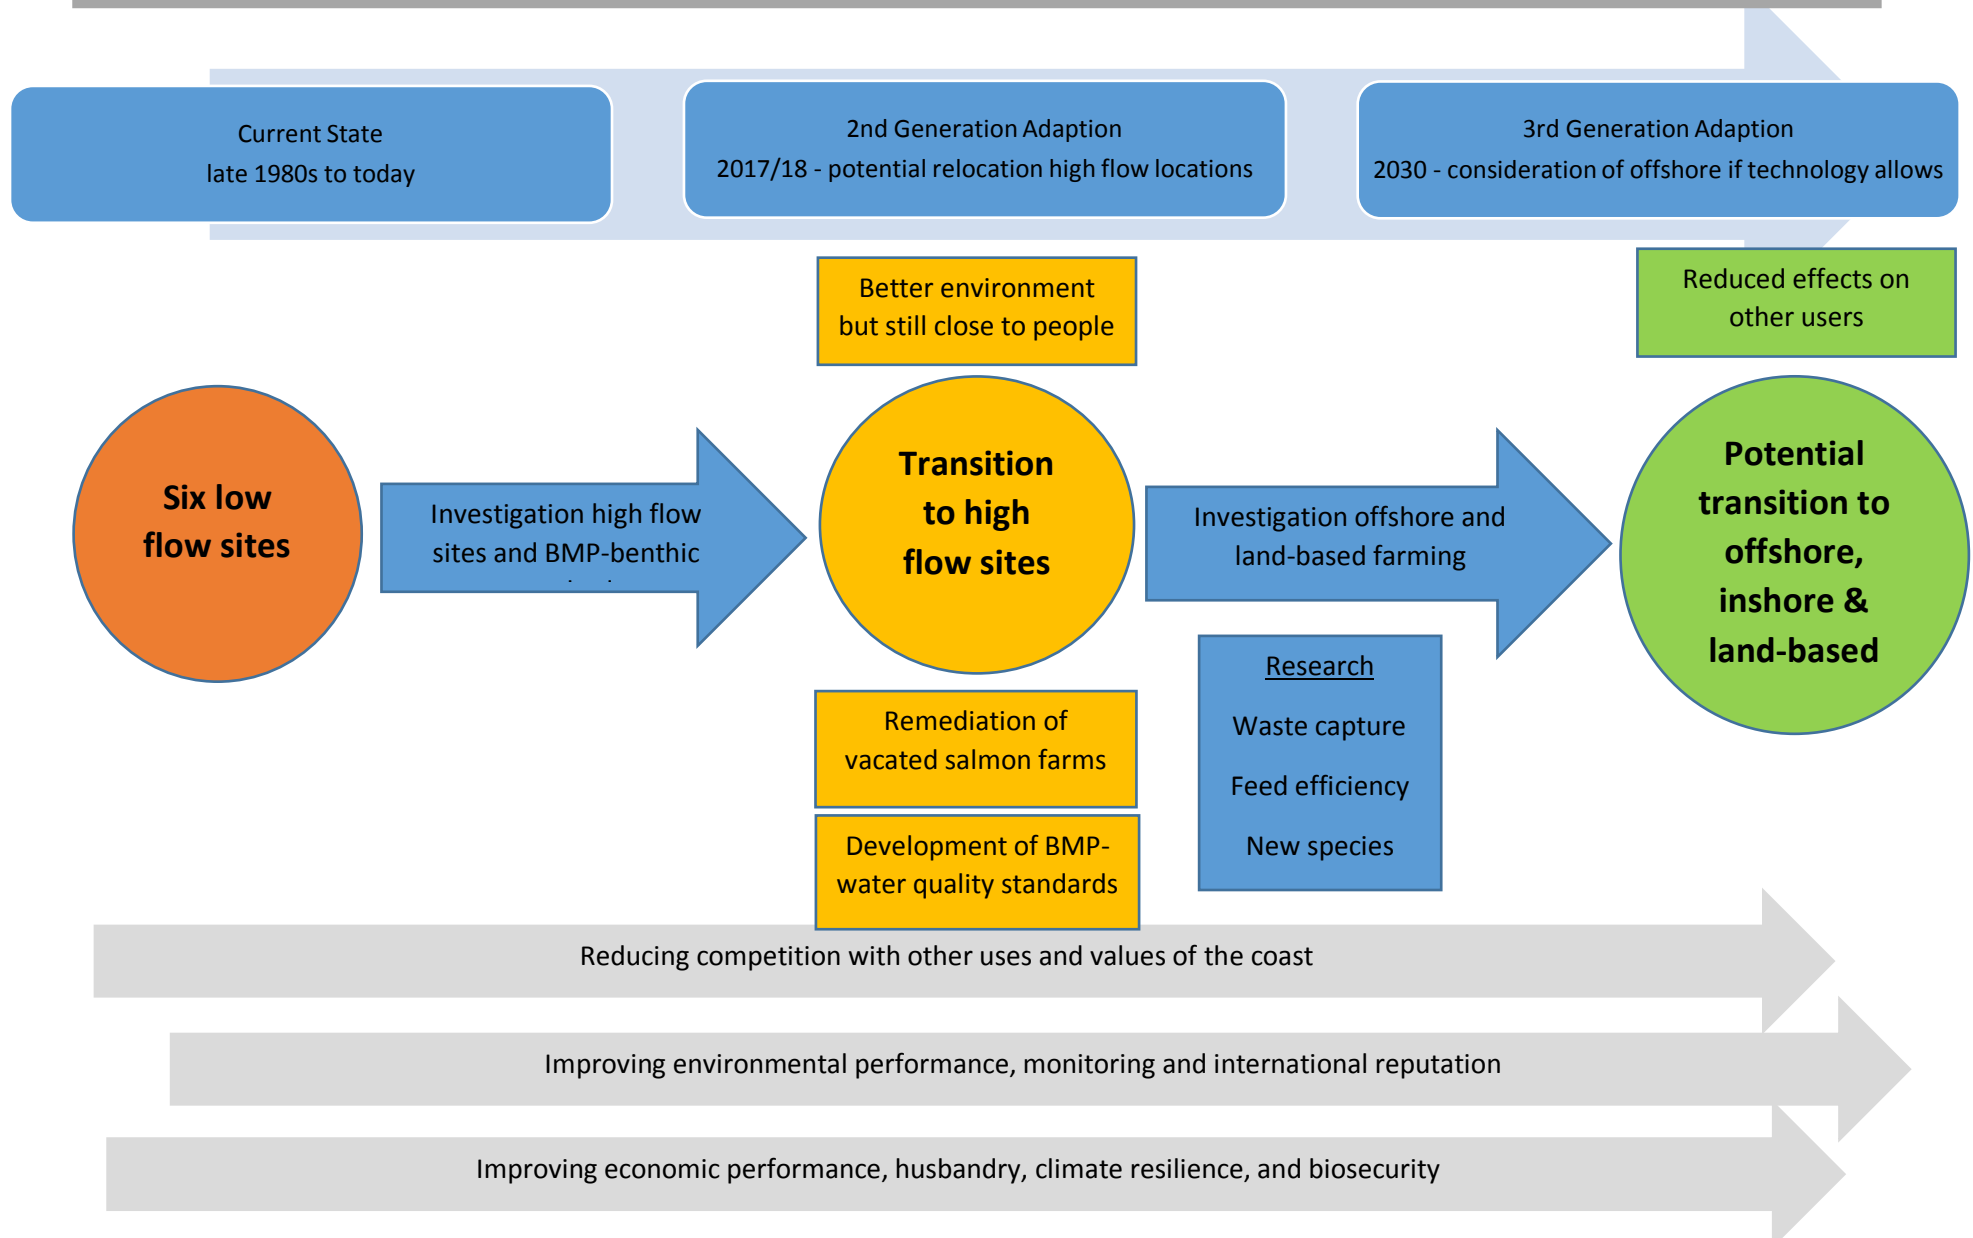 Current State
late 1980s to today
2nd Generation Adaption
2017/18 - potential relocation high flow locations
3rd Generation Adaption
2030 - consideration of offshore if technology allows
Better environment
but still close to people
Reduced effects on
other users
Six low
flow sites
Investigation high flow
sites and BMP-benthic
Transition
to high
flow sites
Investigation offshore and
land-based farming
Potential
transition to
offshore,
inshore &
land-based
Remediation of
vacated salmon farms
Development of BMP-
water quality standards
Research
Waste capture
Feed efficiency
New species
Reducing competition with other uses and values of the coast
Improving environmental performance, monitoring and international reputation
Improving economic performance, husbandry, climate resilience, and biosecurity